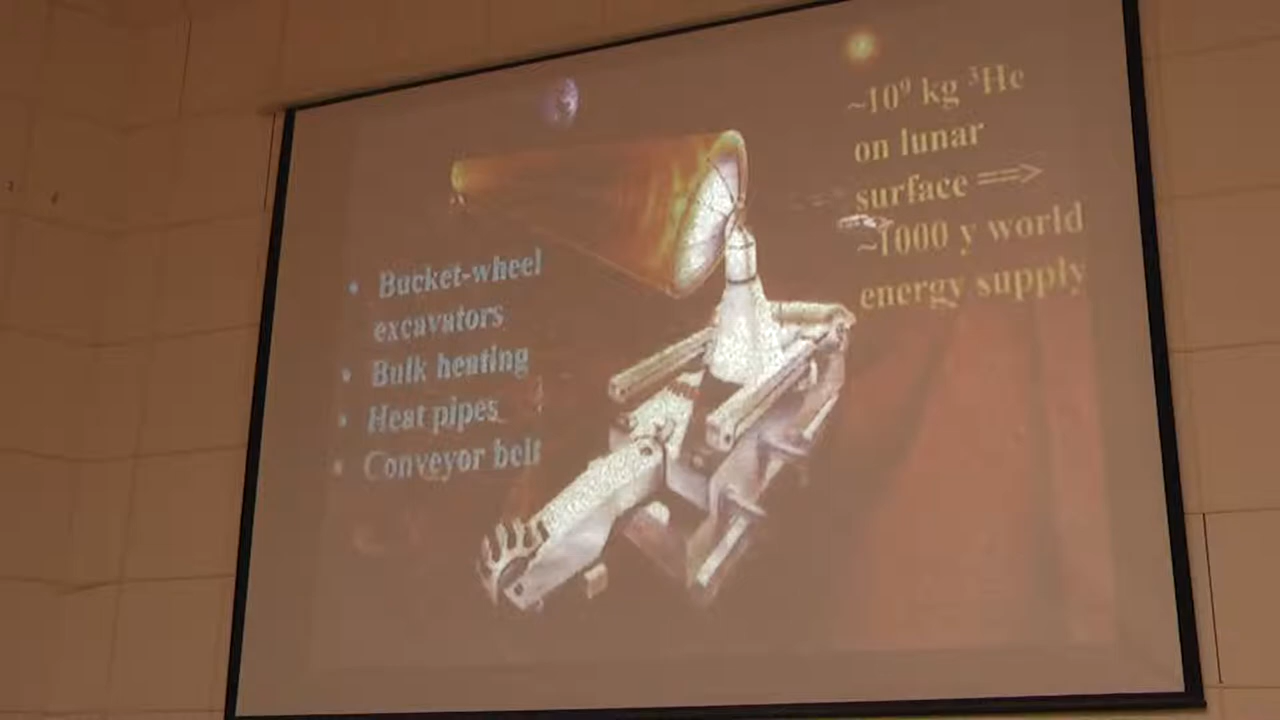 ~10⁹ kg ³He
on lunar
surface ==>
~1000 y world
energy supply
• Bucket-wheel
excavators
• Bulk heating
• Heat pipes
• Conveyor belt